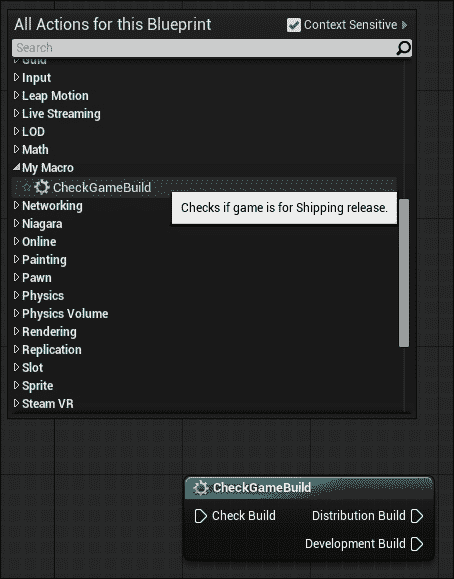 All Actions for this Blueprint
Context Sensitive
Search
Guid
Input
Leap Motion
Live Streaming
LOD
Math
My Macro
CheckGameBuild
Checks if game is for Shipping release.
Networking
Niagara
Online
Painting
Pawn
Physics
Physics Volume
Rendering
Replication
Slot
Sprite
Steam VR
CheckGameBuild
Check Build Distribution Build
Development Build